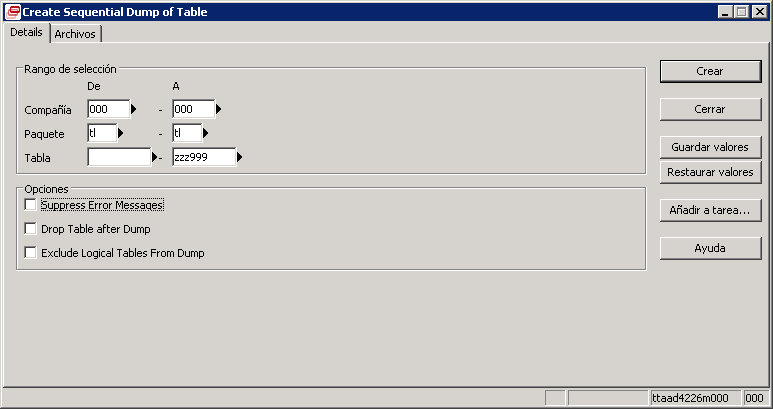 Create Sequential Dump of Table
Details Archivos
Rango de selección
De A
Compañía 000 - 000
Paquete tl - tl
Tabla - zzz999
Opciones
Suppress Error Messages
Drop Table after Dump
Exclude Logical Tables From Dump
Crear
Cerrar
Guardar valores
Restaurar valores
Añadir a tarea...
Ayuda
ttaad4226m000 000